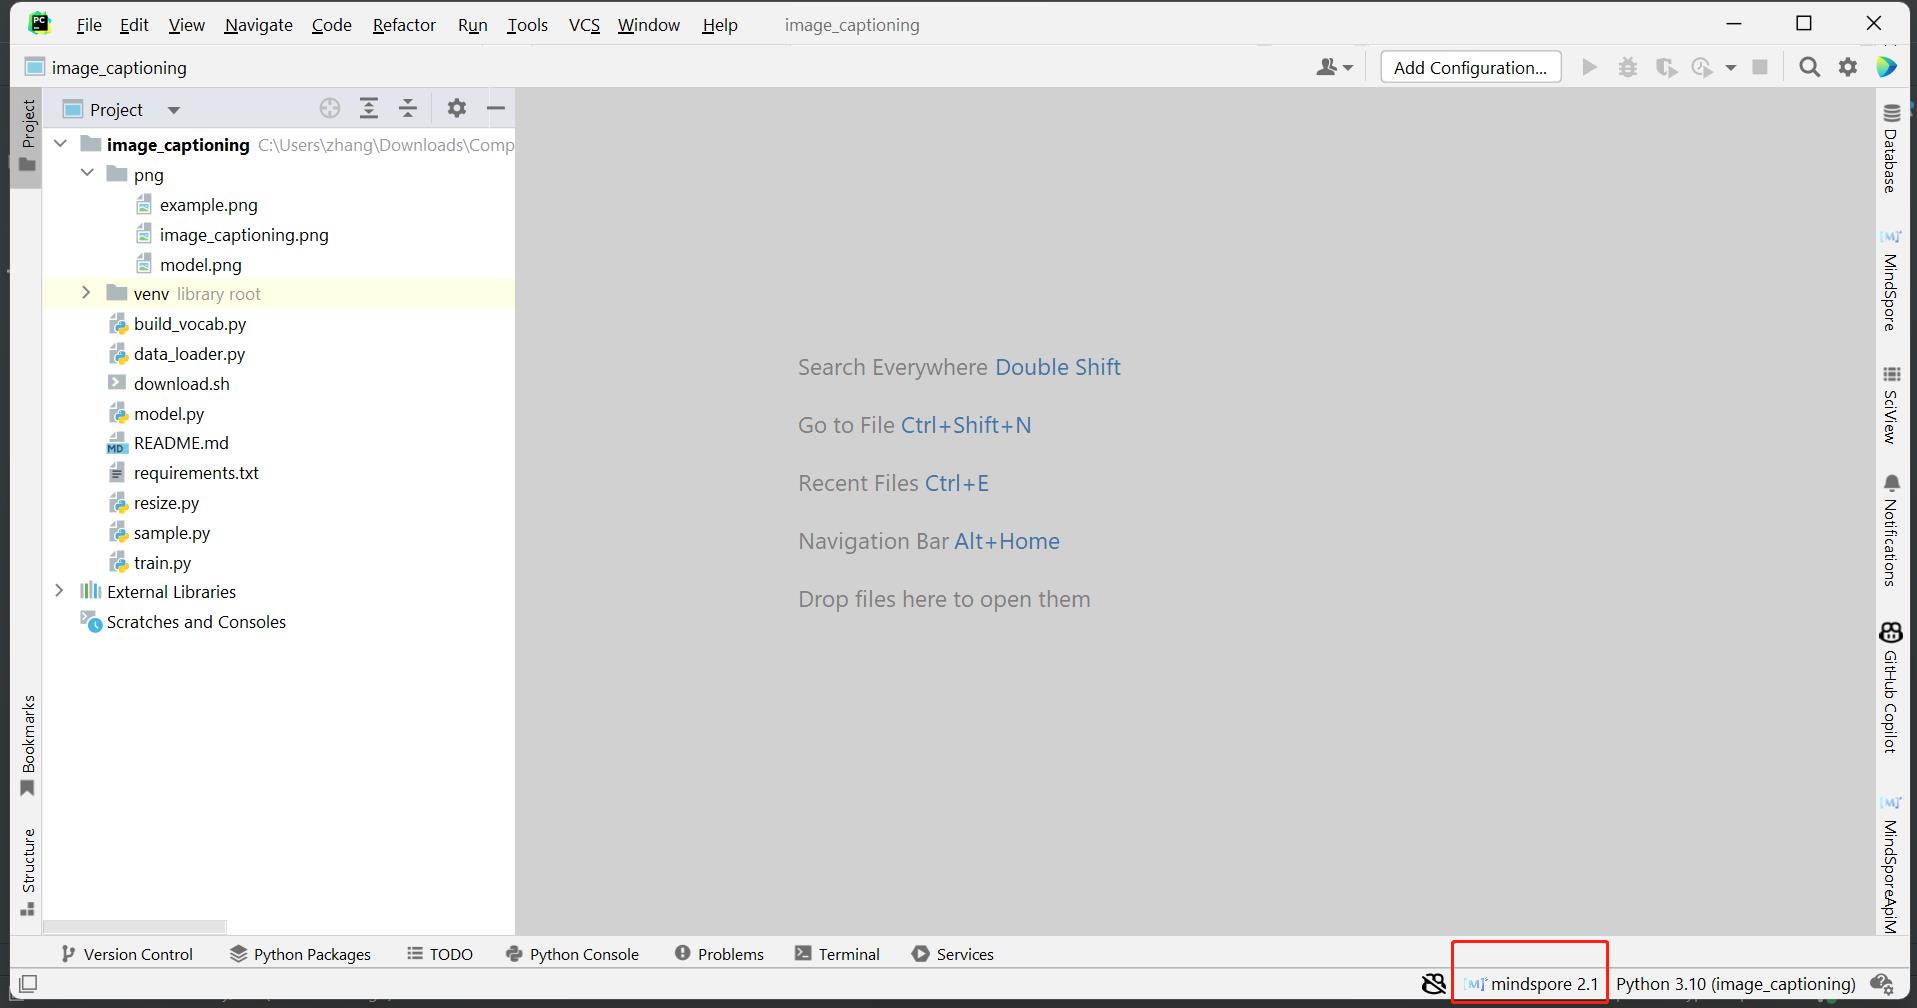 PC
File Edit View Navigate Code Refactor Run Tools VCS Window Help image_captioning
image_captioning
Add Configuration...
Project
Project
image_captioning C:\Users\zhang\Downloads\Comp
png
example.png
image_captioning.png
model.png
venv library root
build_vocab.py
data_loader.py
download.sh
model.py
MD README.md
requirements.txt
resize.py
sample.py
train.py
External Libraries
Scratches and Consoles
Bookmarks
Structure
Search Everywhere Double Shift
Go to File Ctrl+Shift+N
Recent Files Ctrl+E
Navigation Bar Alt+Home
Drop files here to open them
Database
[M] MindSpore
SciView
Notifications
GitHub Copilot
[M] MindSporeApiM
Version Control Python Packages TODO Python Console Problems Terminal Services
[M] mindspore 2.1 Python 3.10 (image_captioning)